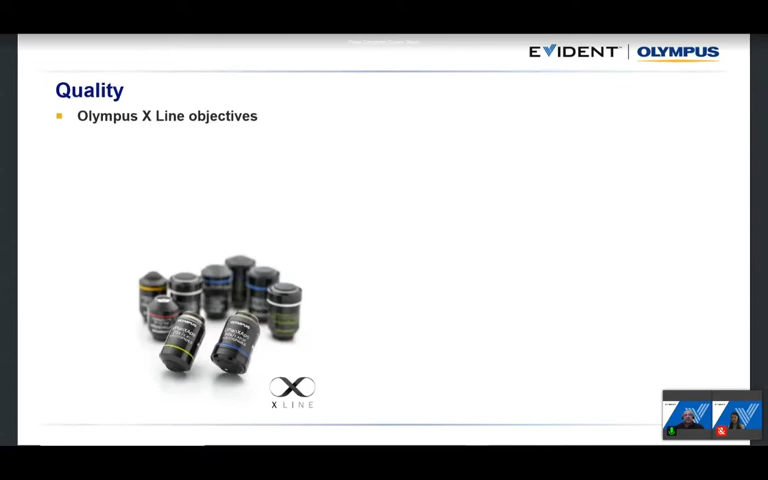 EVIDENT OLYMPUS
Quality
Olympus X Line objectives
X LINE